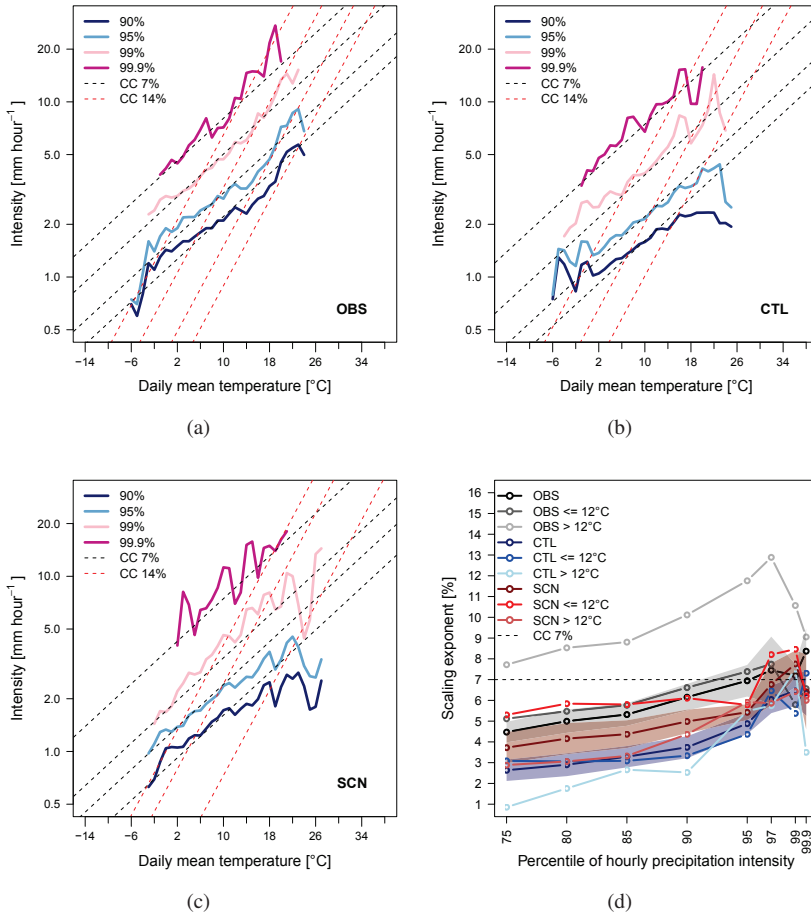 90%
95%
99%
99.9%
CC 7%
CC 14%
20.0
10.0
5.0
2.0
1.0
0.5
Intensity [mm hour⁻¹]
OBS
−14 −6 2 10 18 26 34
Daily mean temperature [°C]
(a)
90%
95%
99%
99.9%
CC 7%
CC 14%
20.0
10.0
5.0
2.0
1.0
0.5
Intensity [mm hour⁻¹]
CTL
−14 −6 2 10 18 26 34
Daily mean temperature [°C]
(b)
90%
95%
99%
99.9%
CC 7%
CC 14%
20.0
10.0
5.0
2.0
1.0
0.5
Intensity [mm hour⁻¹]
SCN
−14 −6 2 10 18 26 34
Daily mean temperature [°C]
(c)
OBS
OBS <= 12°C
OBS > 12°C
CTL
CTL <= 12°C
CTL > 12°C
SCN
SCN <= 12°C
SCN > 12°C
CC 7%
16
15
14
13
12
11
10
9
8
7
6
5
4
3
2
1
Scaling exponent [%]
75 80 85 90 95 97 99 99.9
Percentile of hourly precipitation intensity
(d)